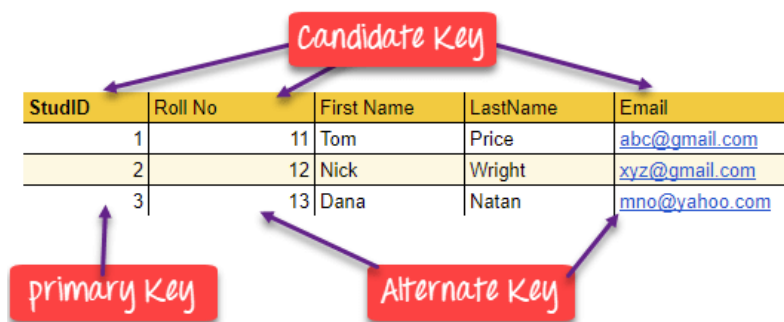 Candidate Key
StudID Roll No First Name LastName Email
1 11 Tom Price abc@gmail.com
2 12 Nick Wright xyz@gmail.com
3 13 Dana Natan mno@yahoo.com
primary Key Alternate Key